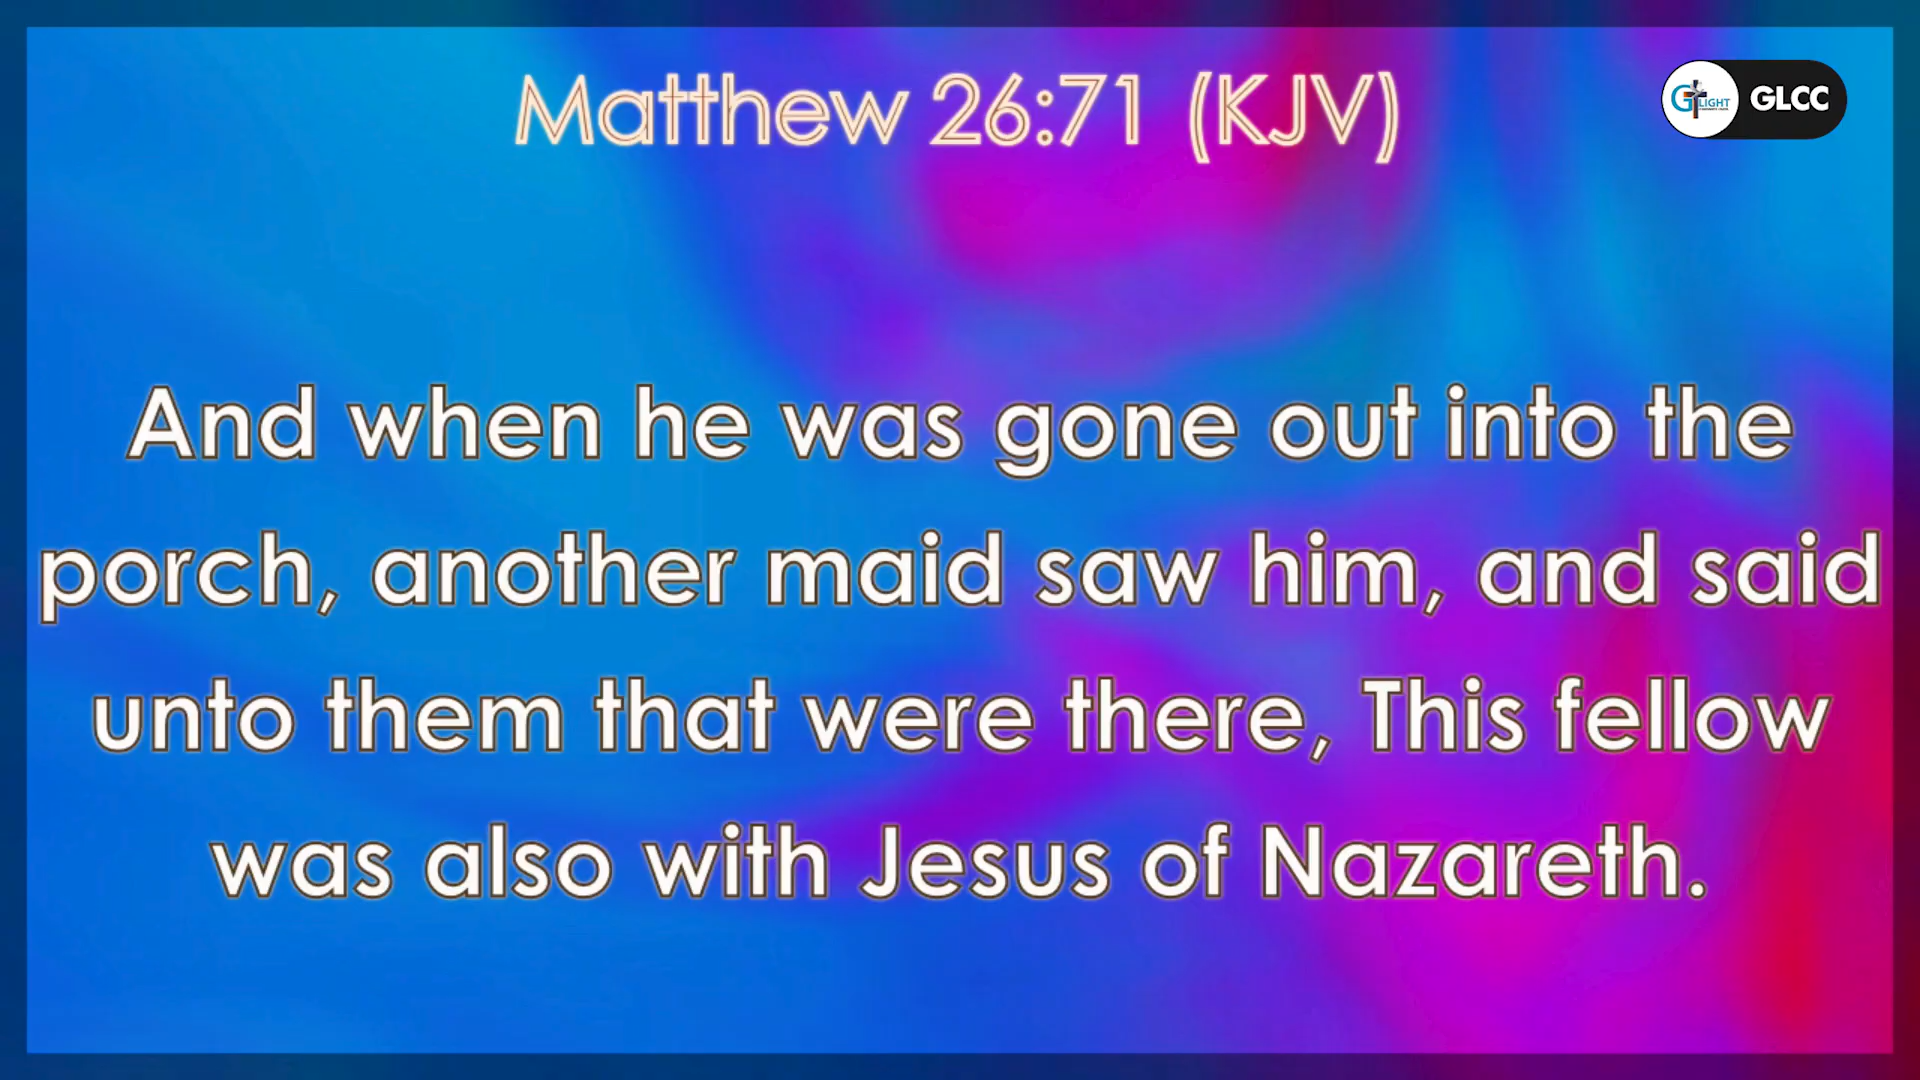 Matthew 26:71 (KJV)
GLIGHT
GLCC
And when he was gone out into the
porch, another maid saw him, and said
unto them that were there, This fellow
was also with Jesus of Nazareth.